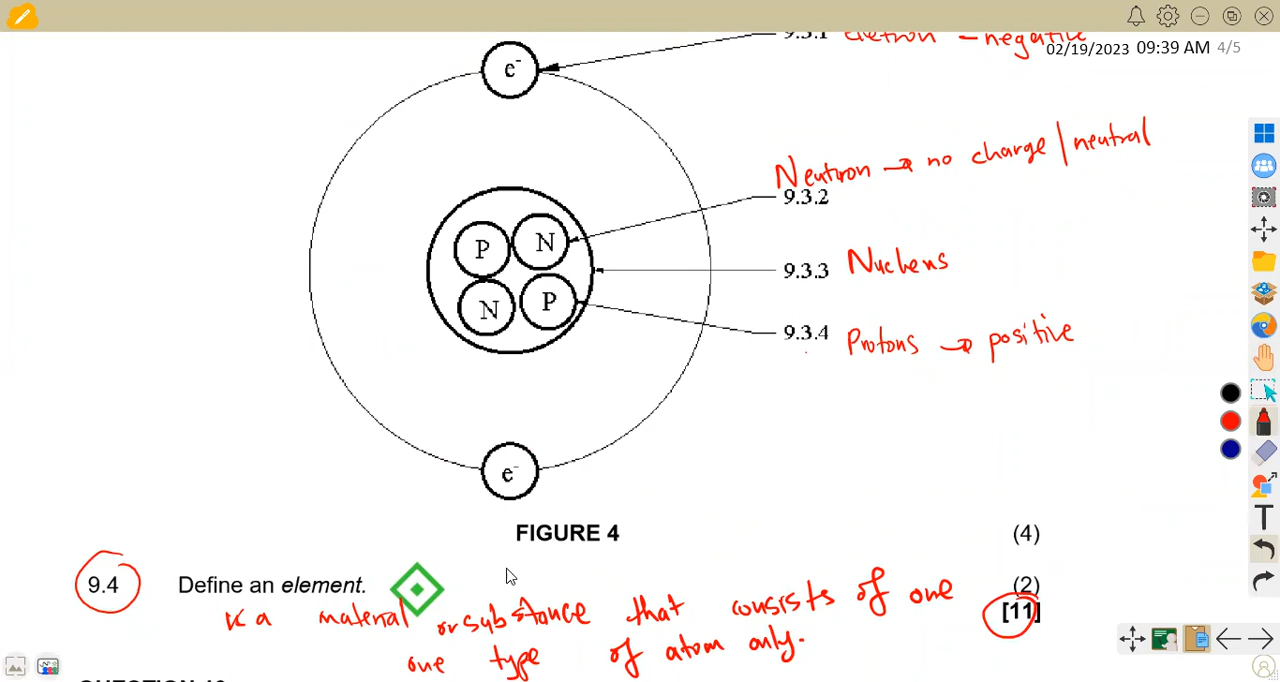 02/19/2023 09:39 AM 4/5
9.3.1 Eletron – negative
e-
Neutron → no charge / neutral
9.3.2
P N
9.3.3 Nucleus
N P
9.3.4 Protons → positive
e-
FIGURE 4 (4)
9.4 Define an element. (2)
is a material or substance that consists of one
one type of atom only.
[11]